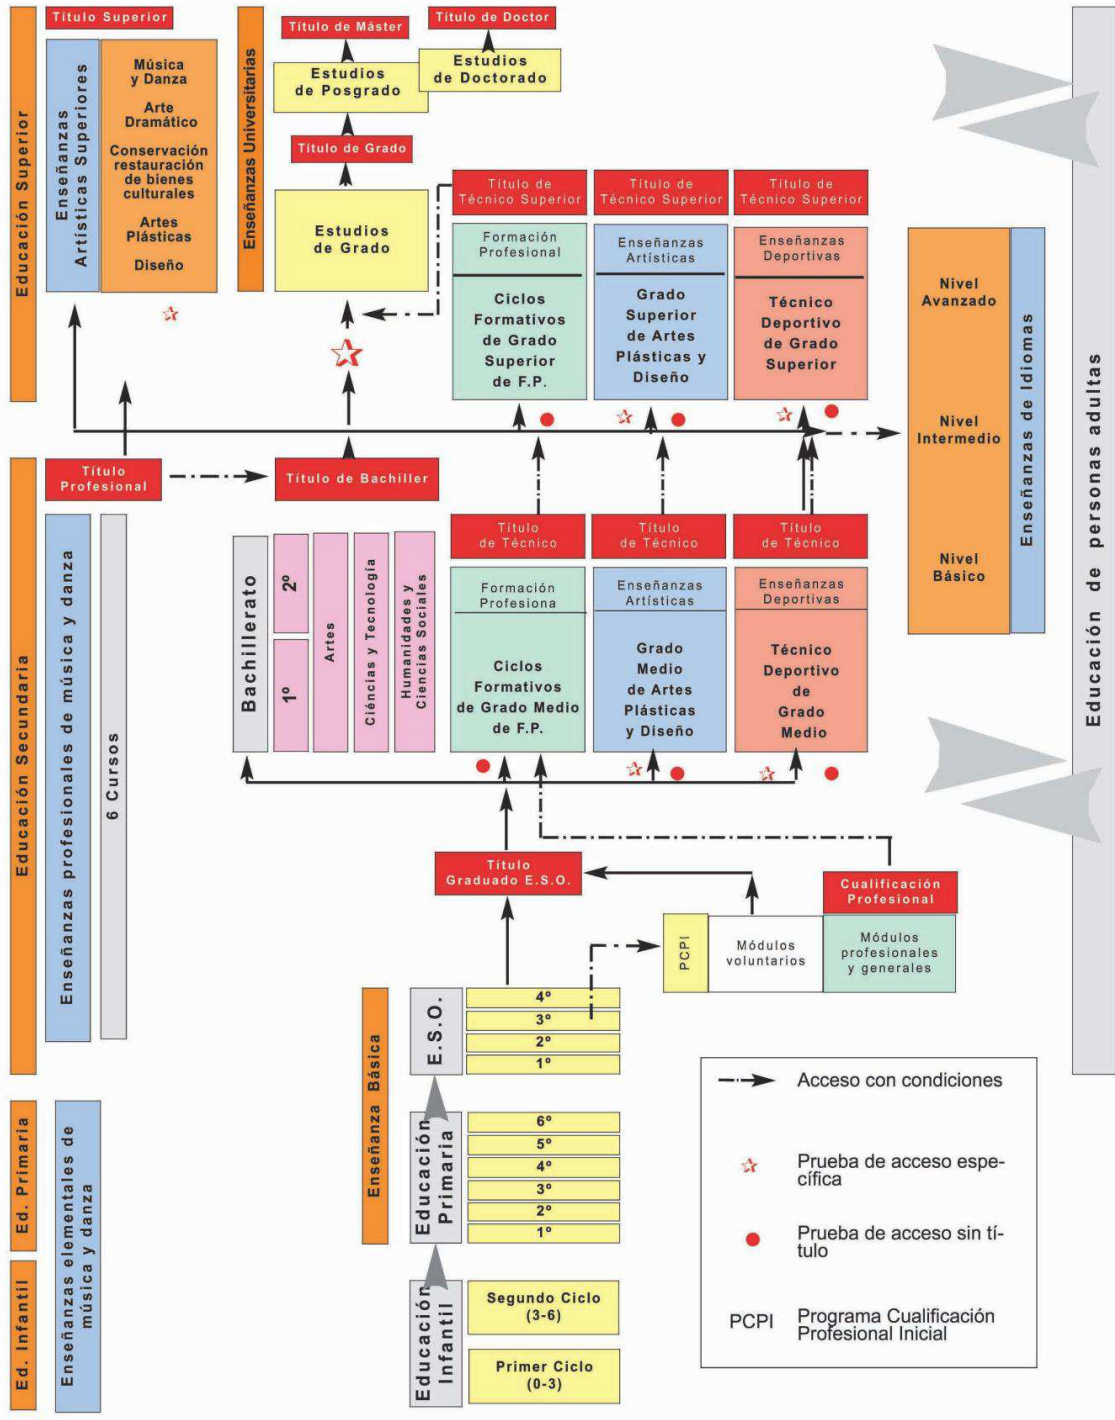 Educación Superior
Título Superior
Enseñanzas
Artísticas Superiores
Música
y Danza
Arte
Dramático
Conservación
restauración
de bienes
culturales
Artes
Plásticas
Diseño
Enseñanzas Universitarias
Título de Máster
Título de Doctor
Estudios
de Posgrado
Estudios
de Doctorado
Título de Grado
Estudios
de Grado
Título de
Técnico Superior
Título de
Técnico Superior
Título de
Técnico Superior
Formación
Profesional
Ciclos
Formativos
de Grado
Superior
de F.P.
Enseñanzas
Artísticas
Grado
Superior
de Artes
Plásticas y
Diseño
Enseñanzas
Deportivas
Técnico
Deportivo
de Grado
Superior
Nivel
Avanzado
Nivel
Intermedio
Nivel
Básico
Enseñanzas de Idiomas
Educación de personas adultas
Educación Secundaria
Título
Profesional
Título de Bachiller
Enseñanzas profesionales de música y danza
6 Cursos
Bachillerato
2º
1º
Artes
Ciéncias y Tecnología
Humanidades y
Ciencias Sociales
Título
de Técnico
Título
de Técnico
Título
de Técnico
Formación
Profesiona
Ciclos
Formativos
de Grado Medio
de F.P.
Enseñanzas
Artísticas
Grado
Medio
de Artes
Plásticas
y Diseño
Enseñanzas
Deportivas
Técnico
Deportivo
de
Grado
Medio
Título
Graduado E.S.O.
Cualificación
Profesional
PCPI
Módulos
voluntarios
Módulos
profesionales
y generales
Enseñanza Básica
E.S.O.
4º
3º
2º
1º
Ed. Primaria
Enseñanzas elementales de
música y danza
Educación
Primaria
6º
5º
4º
3º
2º
1º
Ed. Infantil
Educación
Infantil
Segundo Ciclo
(3-6)
Primer Ciclo
(0-3)
Acceso con condiciones
Prueba de acceso espe-
cífica
Prueba de acceso sin tí-
tulo
PCPI Programa Cualificación
Profesional Inicial